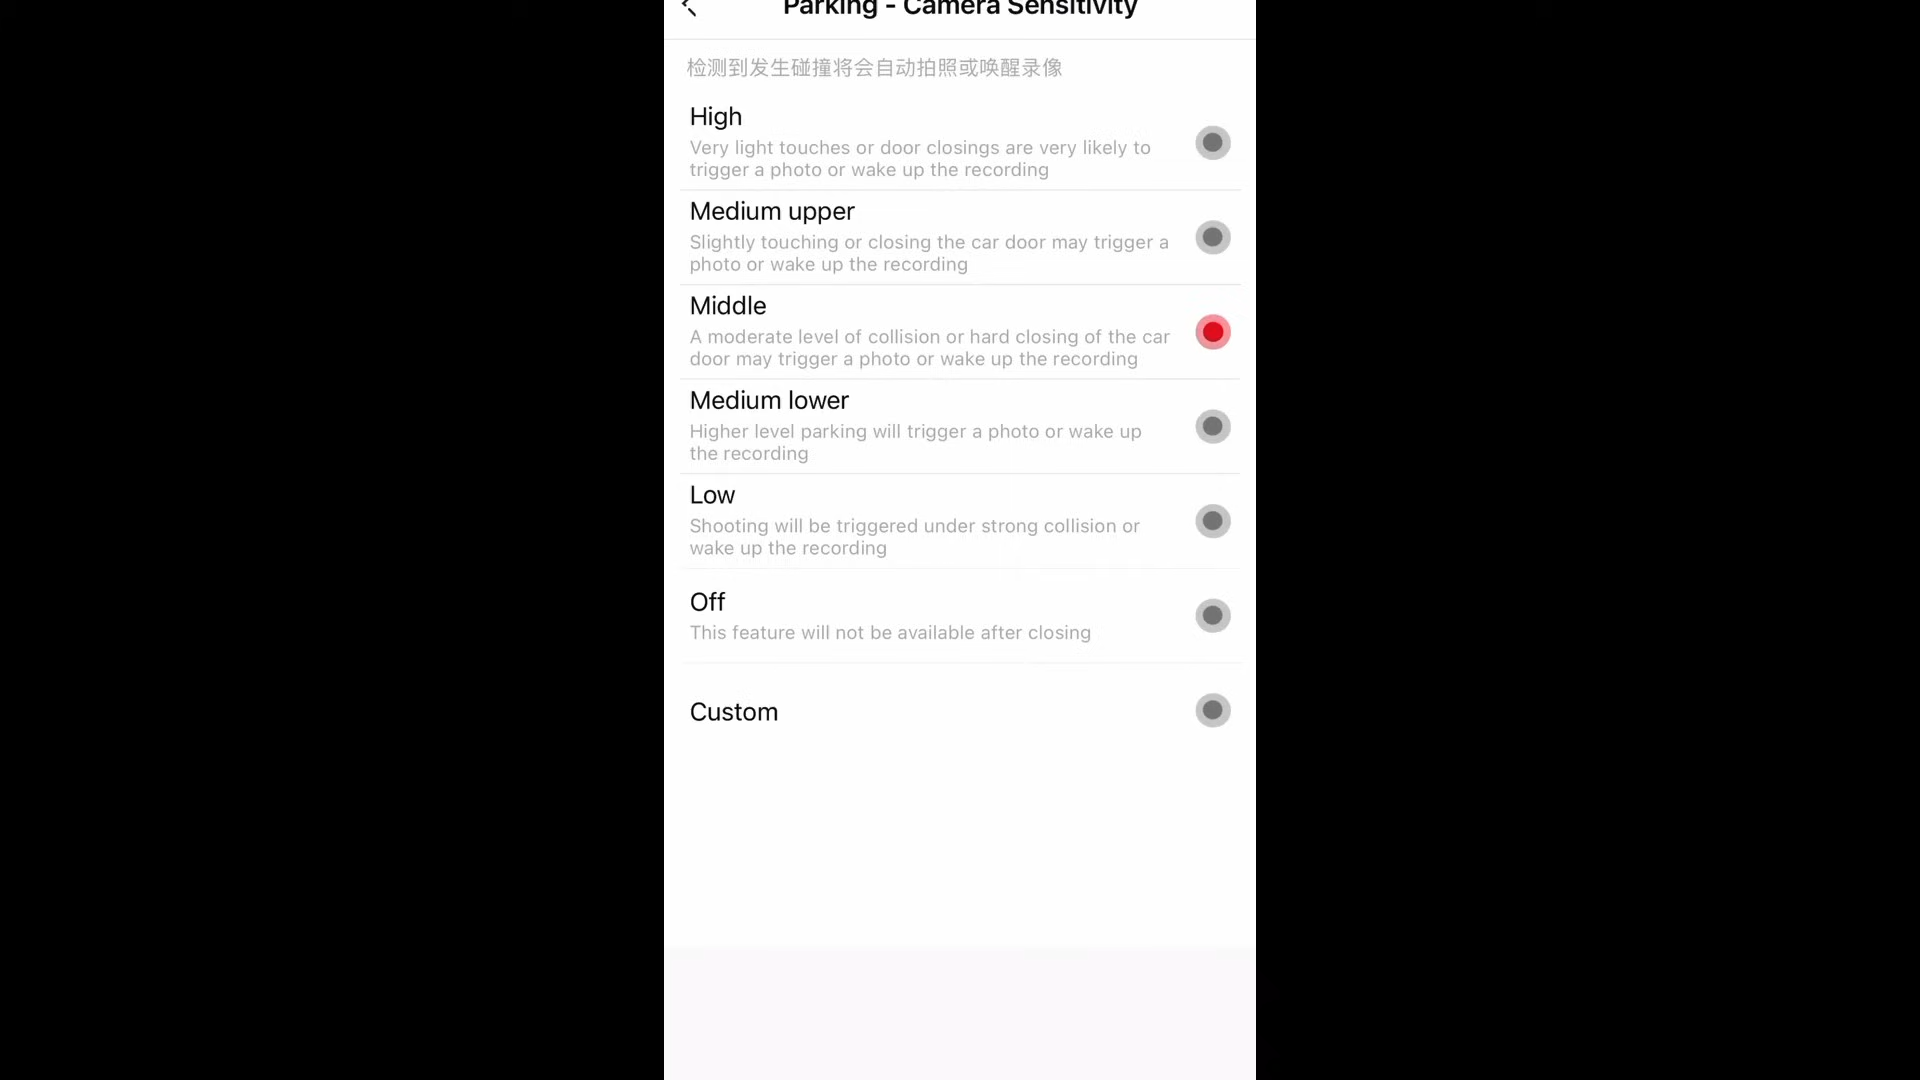 Parking - Camera Sensitivity
检测到发生碰撞将会自动拍照或唤醒录像
High
Very light touches or door closings are very likely to
trigger a photo or wake up the recording
Medium upper
Slightly touching or closing the car door may trigger a
photo or wake up the recording
Middle
A moderate level of collision or hard closing of the car
door may trigger a photo or wake up the recording
Medium lower
Higher level parking will trigger a photo or wake up
the recording
Low
Shooting will be triggered under strong collision or
wake up the recording
Off
This feature will not be available after closing
Custom